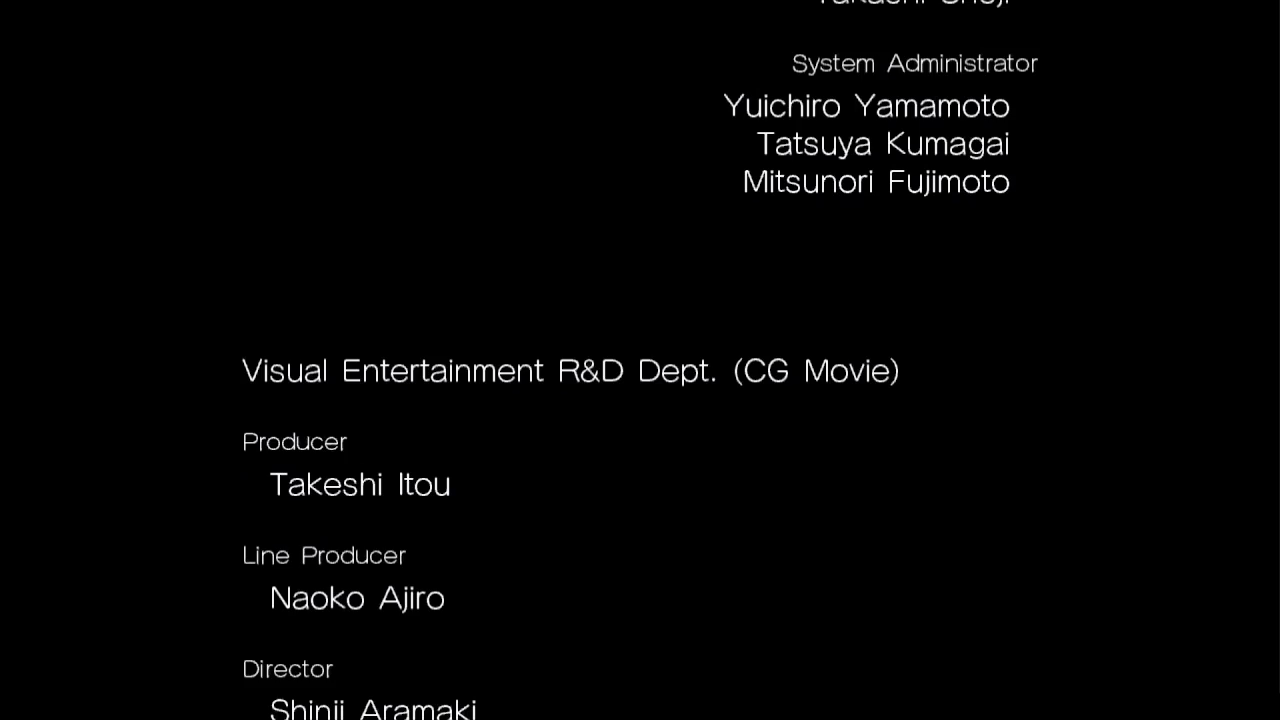 System Administrator
Yuichiro Yamamoto
Tatsuya Kumagai
Mitsunori Fujimoto
Visual Entertainment R&D Dept. (CG Movie)
Producer
Takeshi Itou
Line Producer
Naoko Ajiro
Director
Shinji Aramaki